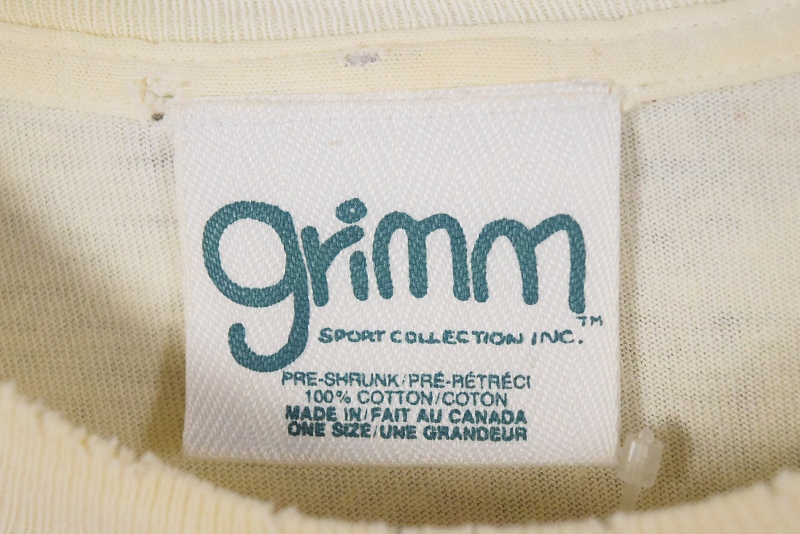 grimm
™
SPORT COLLECTION INC.
PRE-SHRUNK/PRÉ-RÉTRÉCI
100% COTTON/COTON
MADE IN/FAIT AU CANADA
ONE SIZE/UNE GRANDEUR